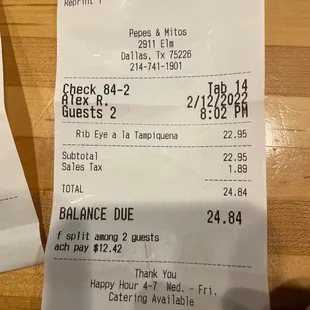 Reprint 1
Pepes & Mitos
2911 Elm
Dallas, Tx 75226
214-741-1901
Check 84-2 Tab 14
Alex R. 2/12/2022
Guests 2 8:02 PM
Rib Eye a la Tampiquena 22.95
Subtotal 22.95
Sales Tax 1.89
TOTAL 24.84
BALANCE DUE 24.84
f split among 2 guests
ach pay $12.42
Thank You
Happy Hour 4-7 Wed. - Fri.
Catering Available